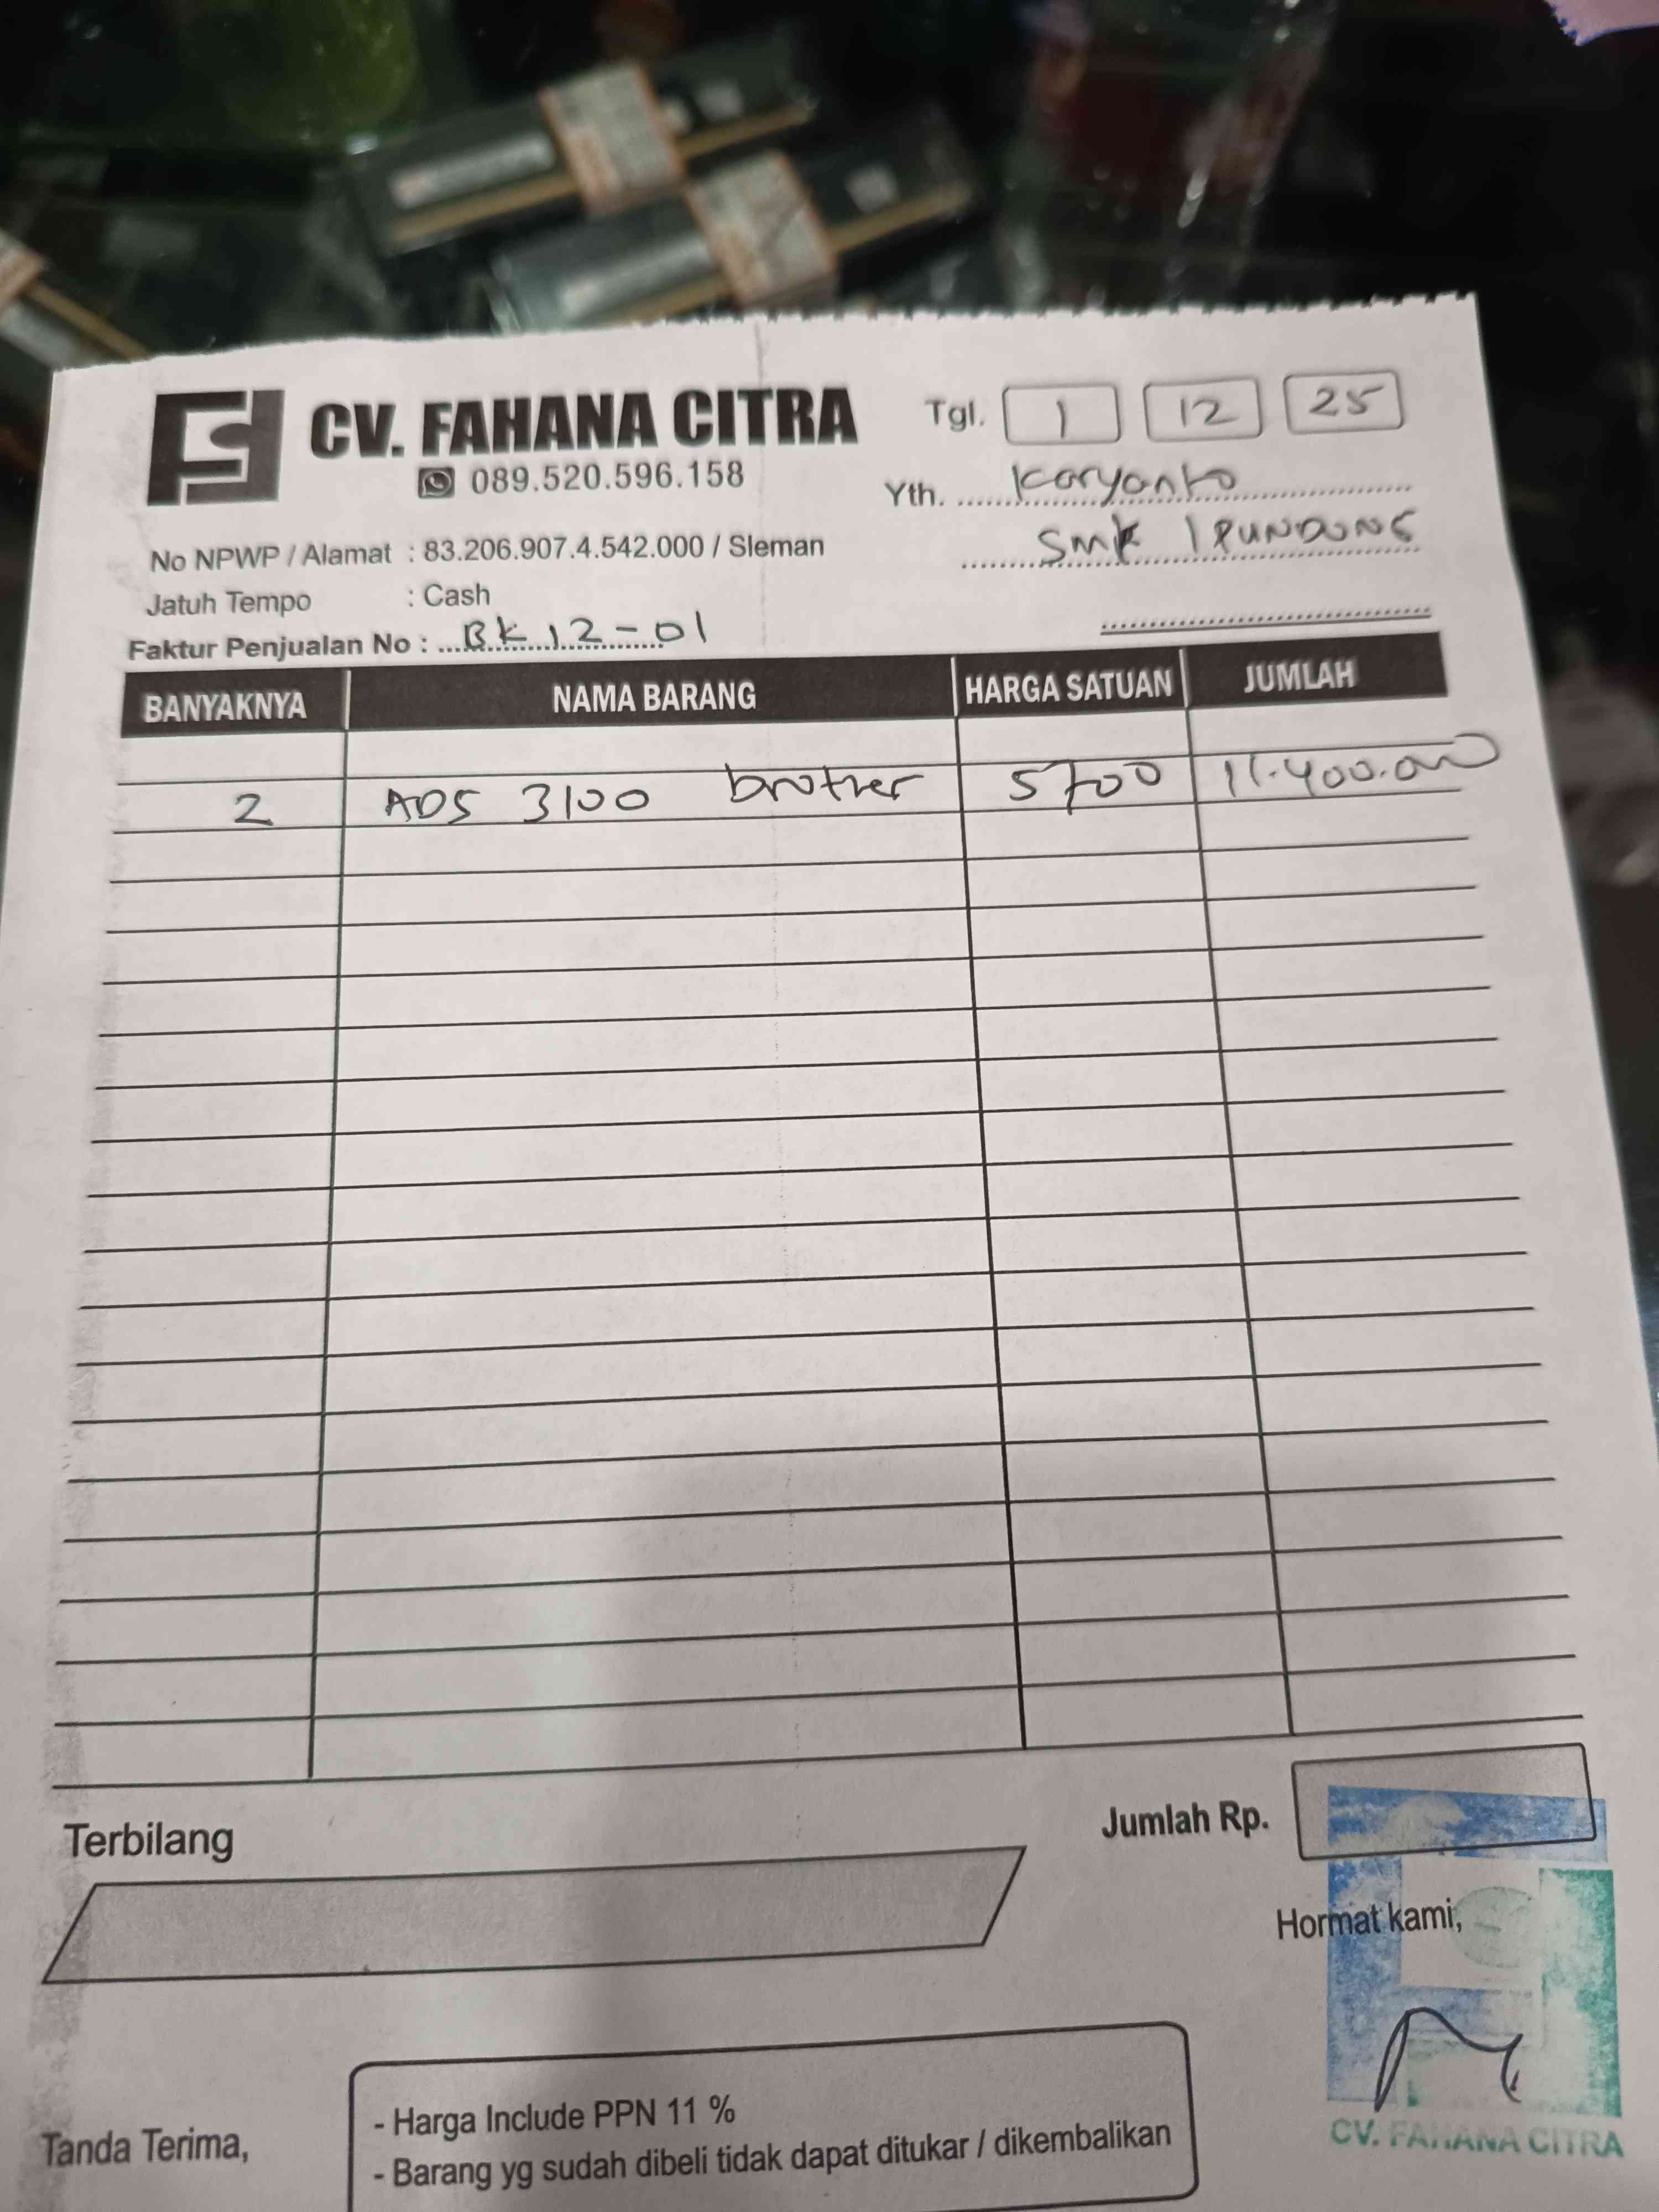 CV. FAHANA CITRA
089.520.596.158
Tgl. 1 12 25
Yth. Karyanto
SMK 1 PUNDONG
No NPWP / Alamat : 83.206.907.4.542.000 / Sleman
Jatuh Tempo : Cash
Faktur Penjualan No : BK 12-01
BANYAKNYA NAMA BARANG HARGA SATUAN JUMLAH
2 ADS 3100 brother 5700 11.400.000
Terbilang
Jumlah Rp.
Hormat kami,
CV. FAHANA CITRA
Tanda Terima,
- Harga Include PPN 11 %
- Barang yg sudah dibeli tidak dapat ditukar / dikembalikan